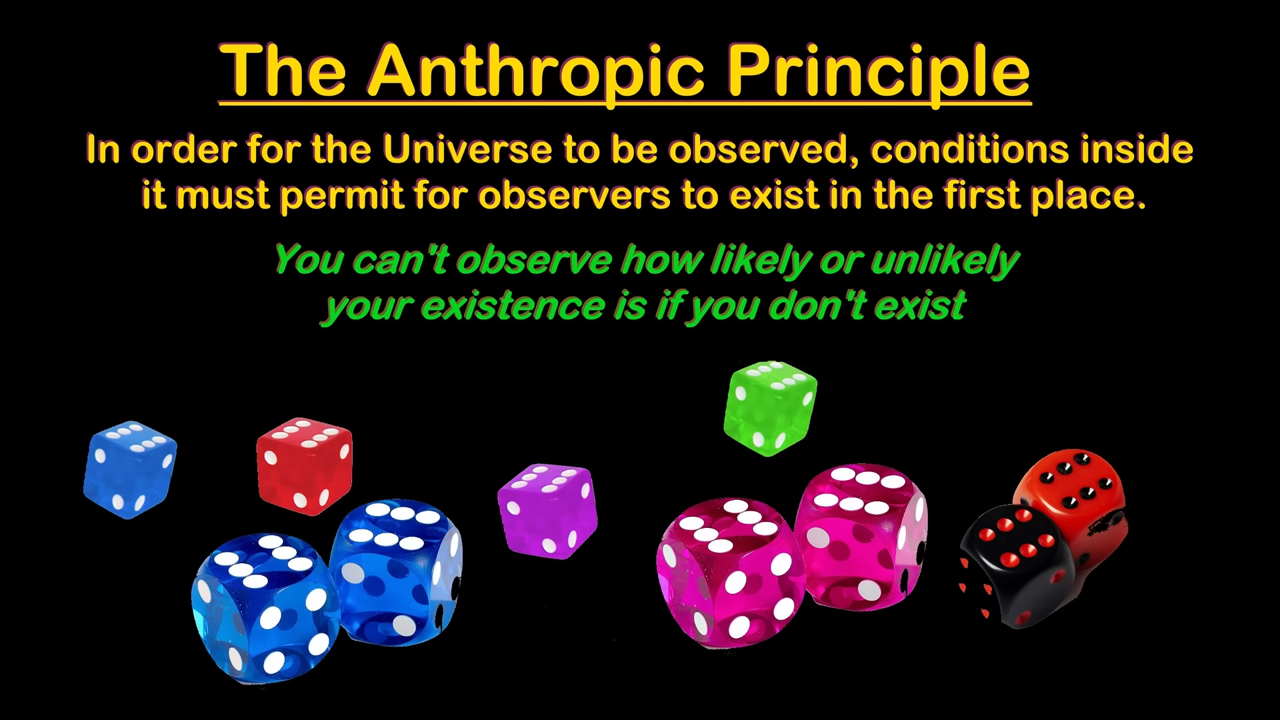 The Anthropic Principle
In order for the Universe to be observed, conditions inside
it must permit for observers to exist in the first place.
You can't observe how likely or unlikely
your existence is if you don't exist